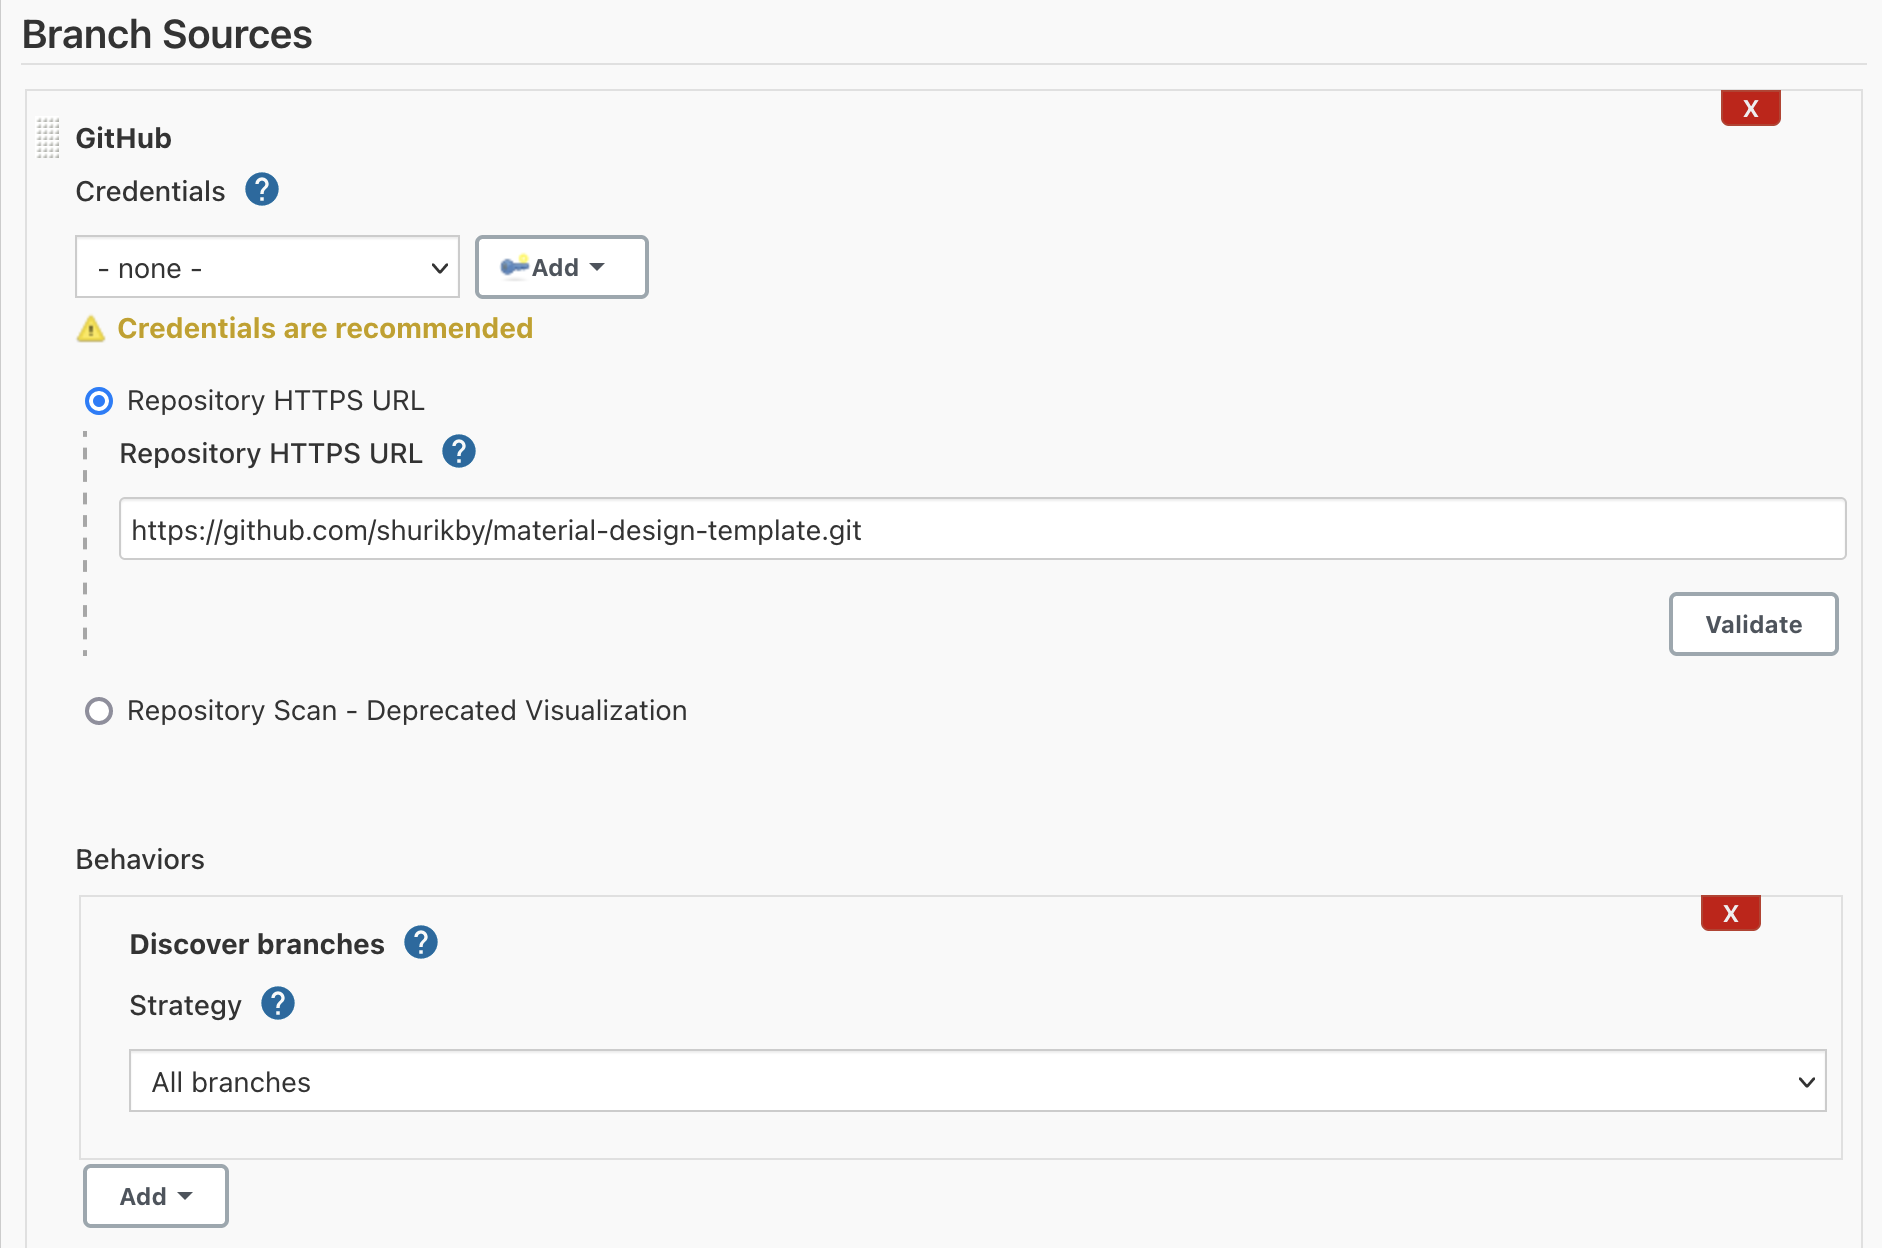 Branch Sources
X
GitHub
Credentials ?
- none -
Add
Credentials are recommended
Repository HTTPS URL
Repository HTTPS URL ?
https://github.com/shurikby/material-design-template.git
Validate
Repository Scan - Deprecated Visualization
Behaviors
X
Discover branches ?
Strategy ?
All branches
Add